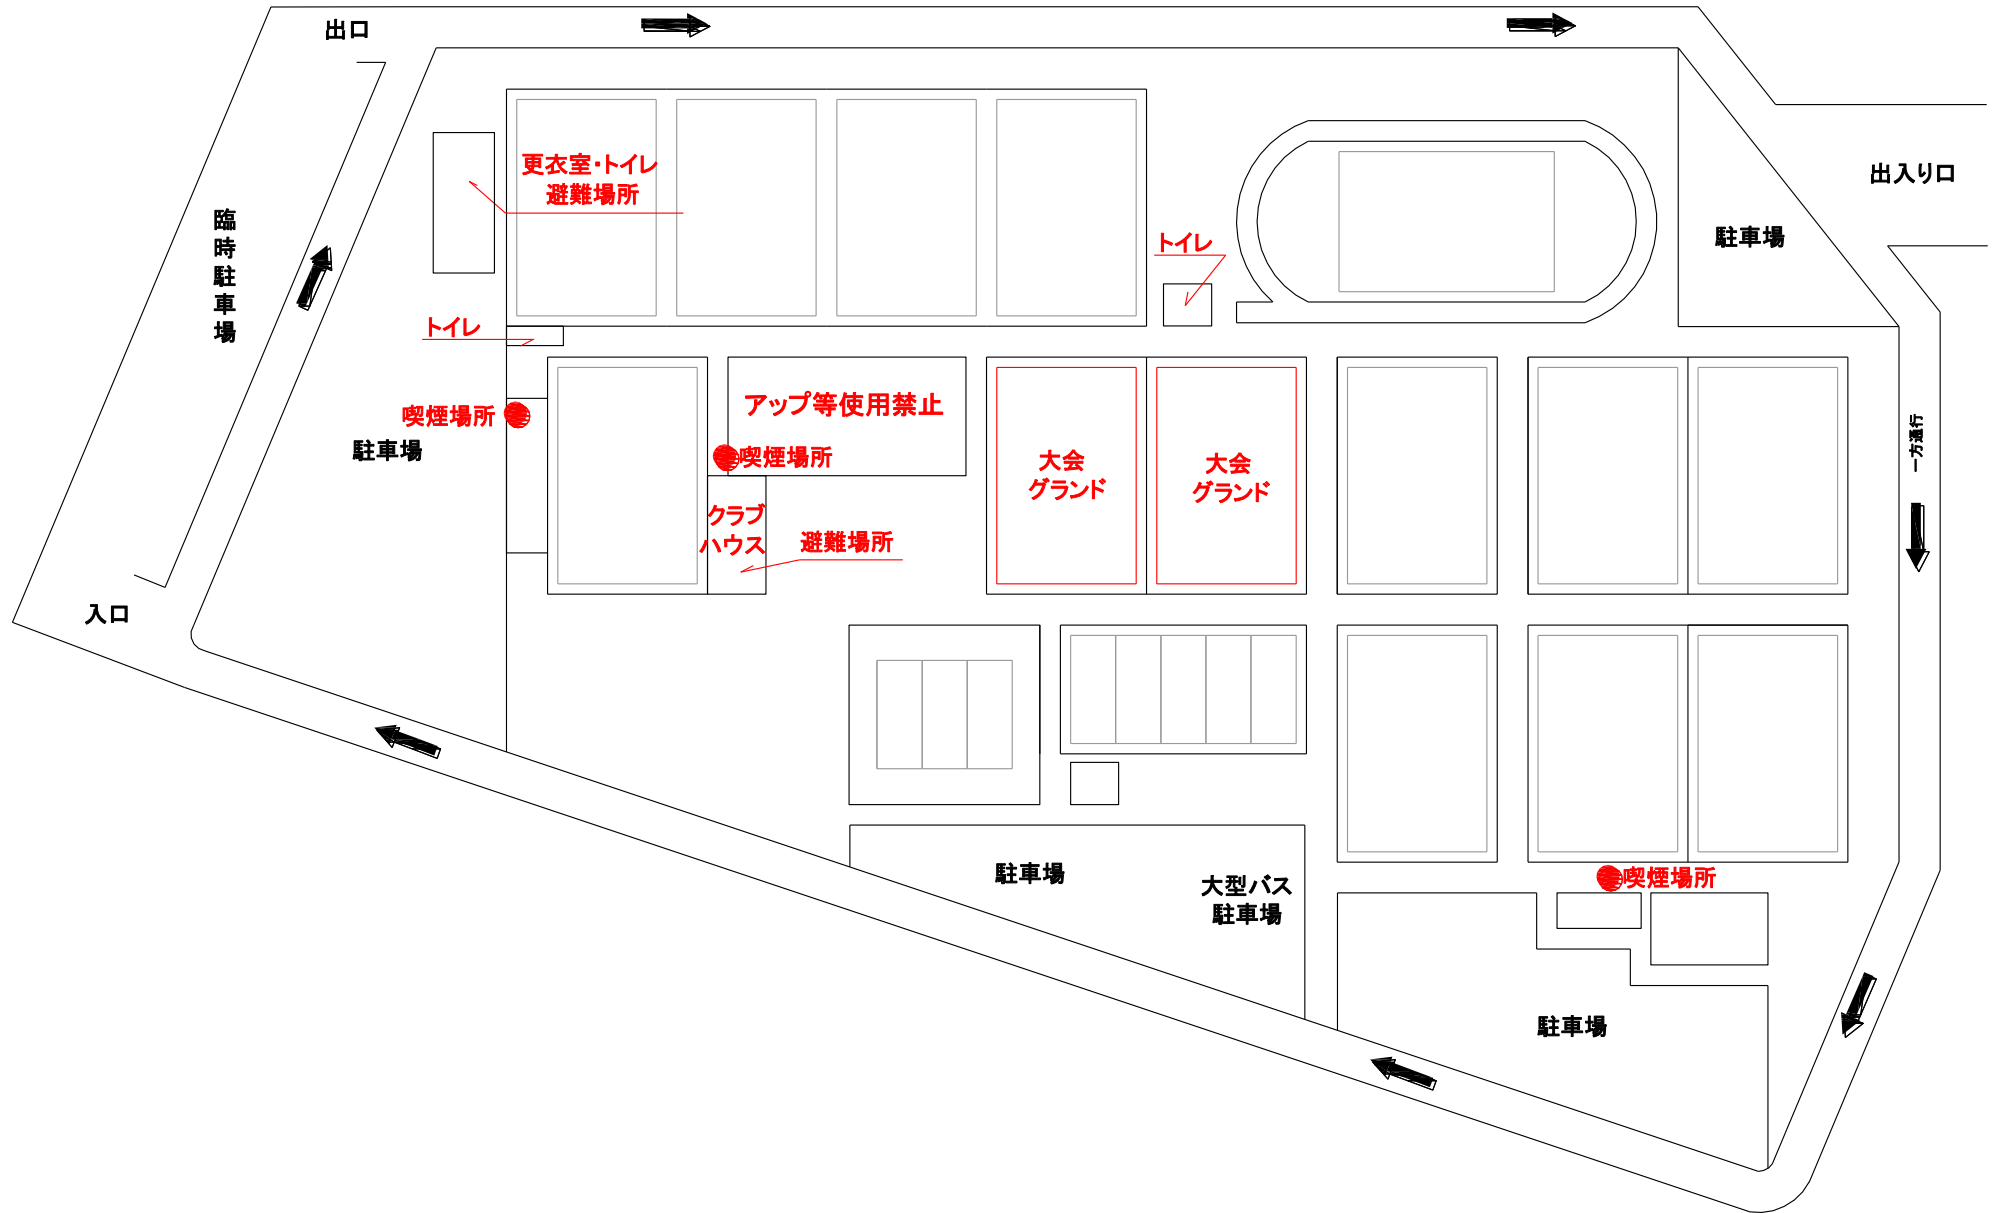 出口
出入り口
更衣室・トイレ
避難場所
臨時駐車場
トイレ
駐車場
トイレ
喫煙場所
駐車場
アップ等使用禁止
喫煙場所
大会
グランド
大会
グランド
一方通行
クラブ
ハウス
避難場所
入口
駐車場
大型バス
駐車場
喫煙場所
駐車場